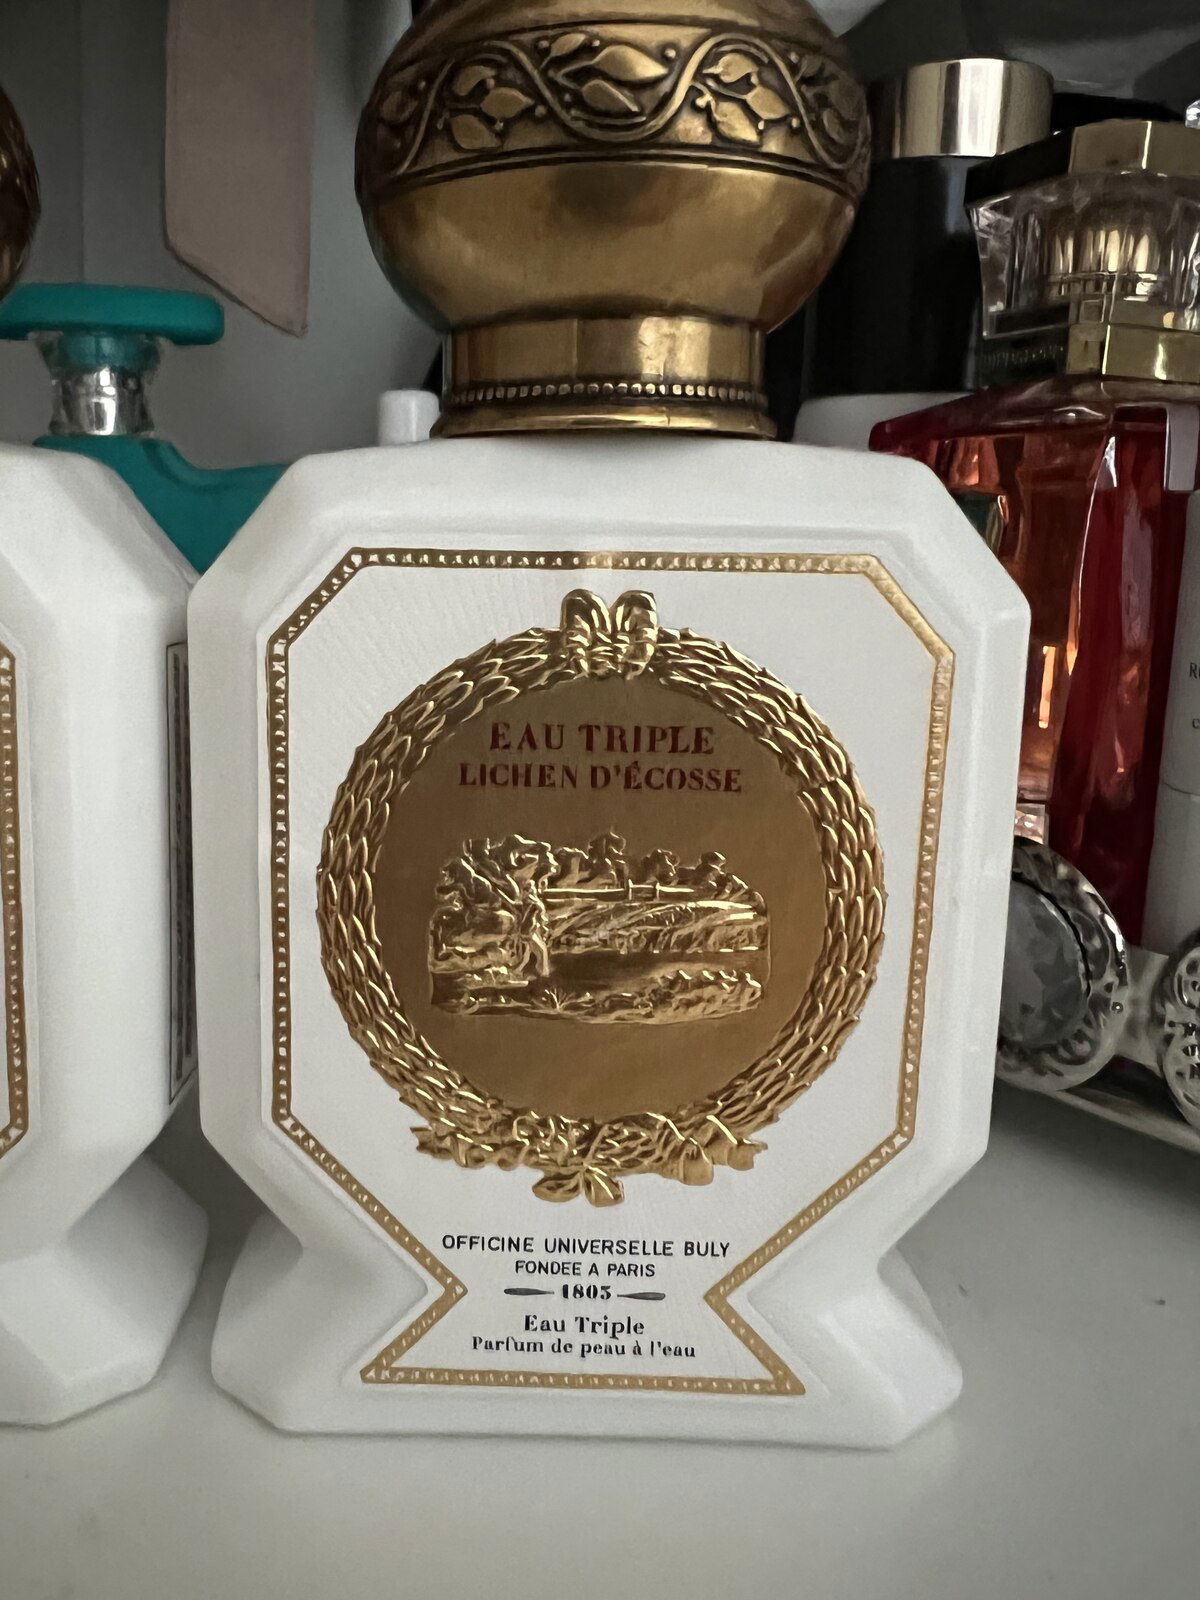 EAU TRIPLE
LICHEN D'ÉCOSSE
OFFICINE UNIVERSELLE BULY
FONDEE A PARIS
1803
Eau Triple
Parfum de peau à l'eau